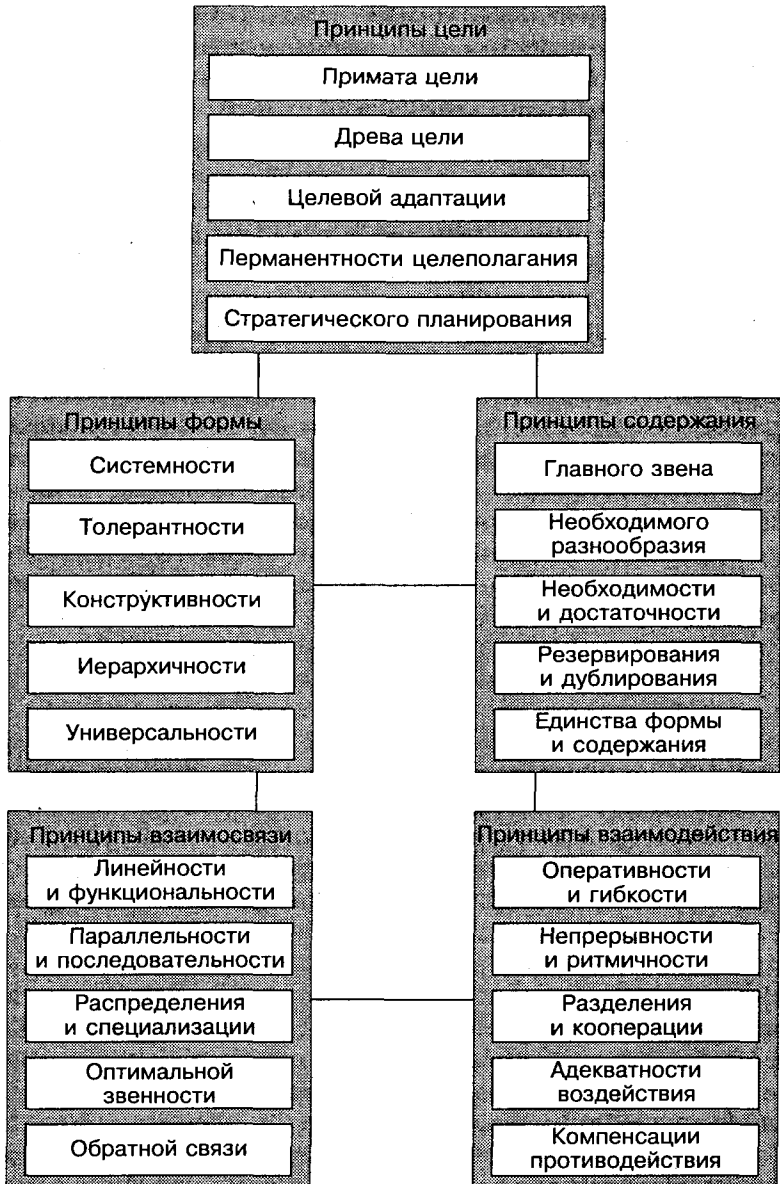 Принципы цели
Примата цели
Древа цели
Целевой адаптации
Перманентности целеполагания
Стратегического планирования
Принципы формы
Системности
Толерантности
Конструктивности
Иерархичности
Универсальности
Принципы содержания
Главного звена
Необходимого
разнообразия
Необходимости
и достаточности
Резервирования
и дублирования
Единства формы
и содержания
Принципы взаимосвязи
Линейности
и функциональности
Параллельности
и последовательности
Распределения
и специализации
Оптимальной
звенности
Обратной связи
Принципы взаимодействия
Оперативности
и гибкости
Непрерывности
и ритмичности
Разделения
и кооперации
Адекватности
воздействия
Компенсации
противодействия